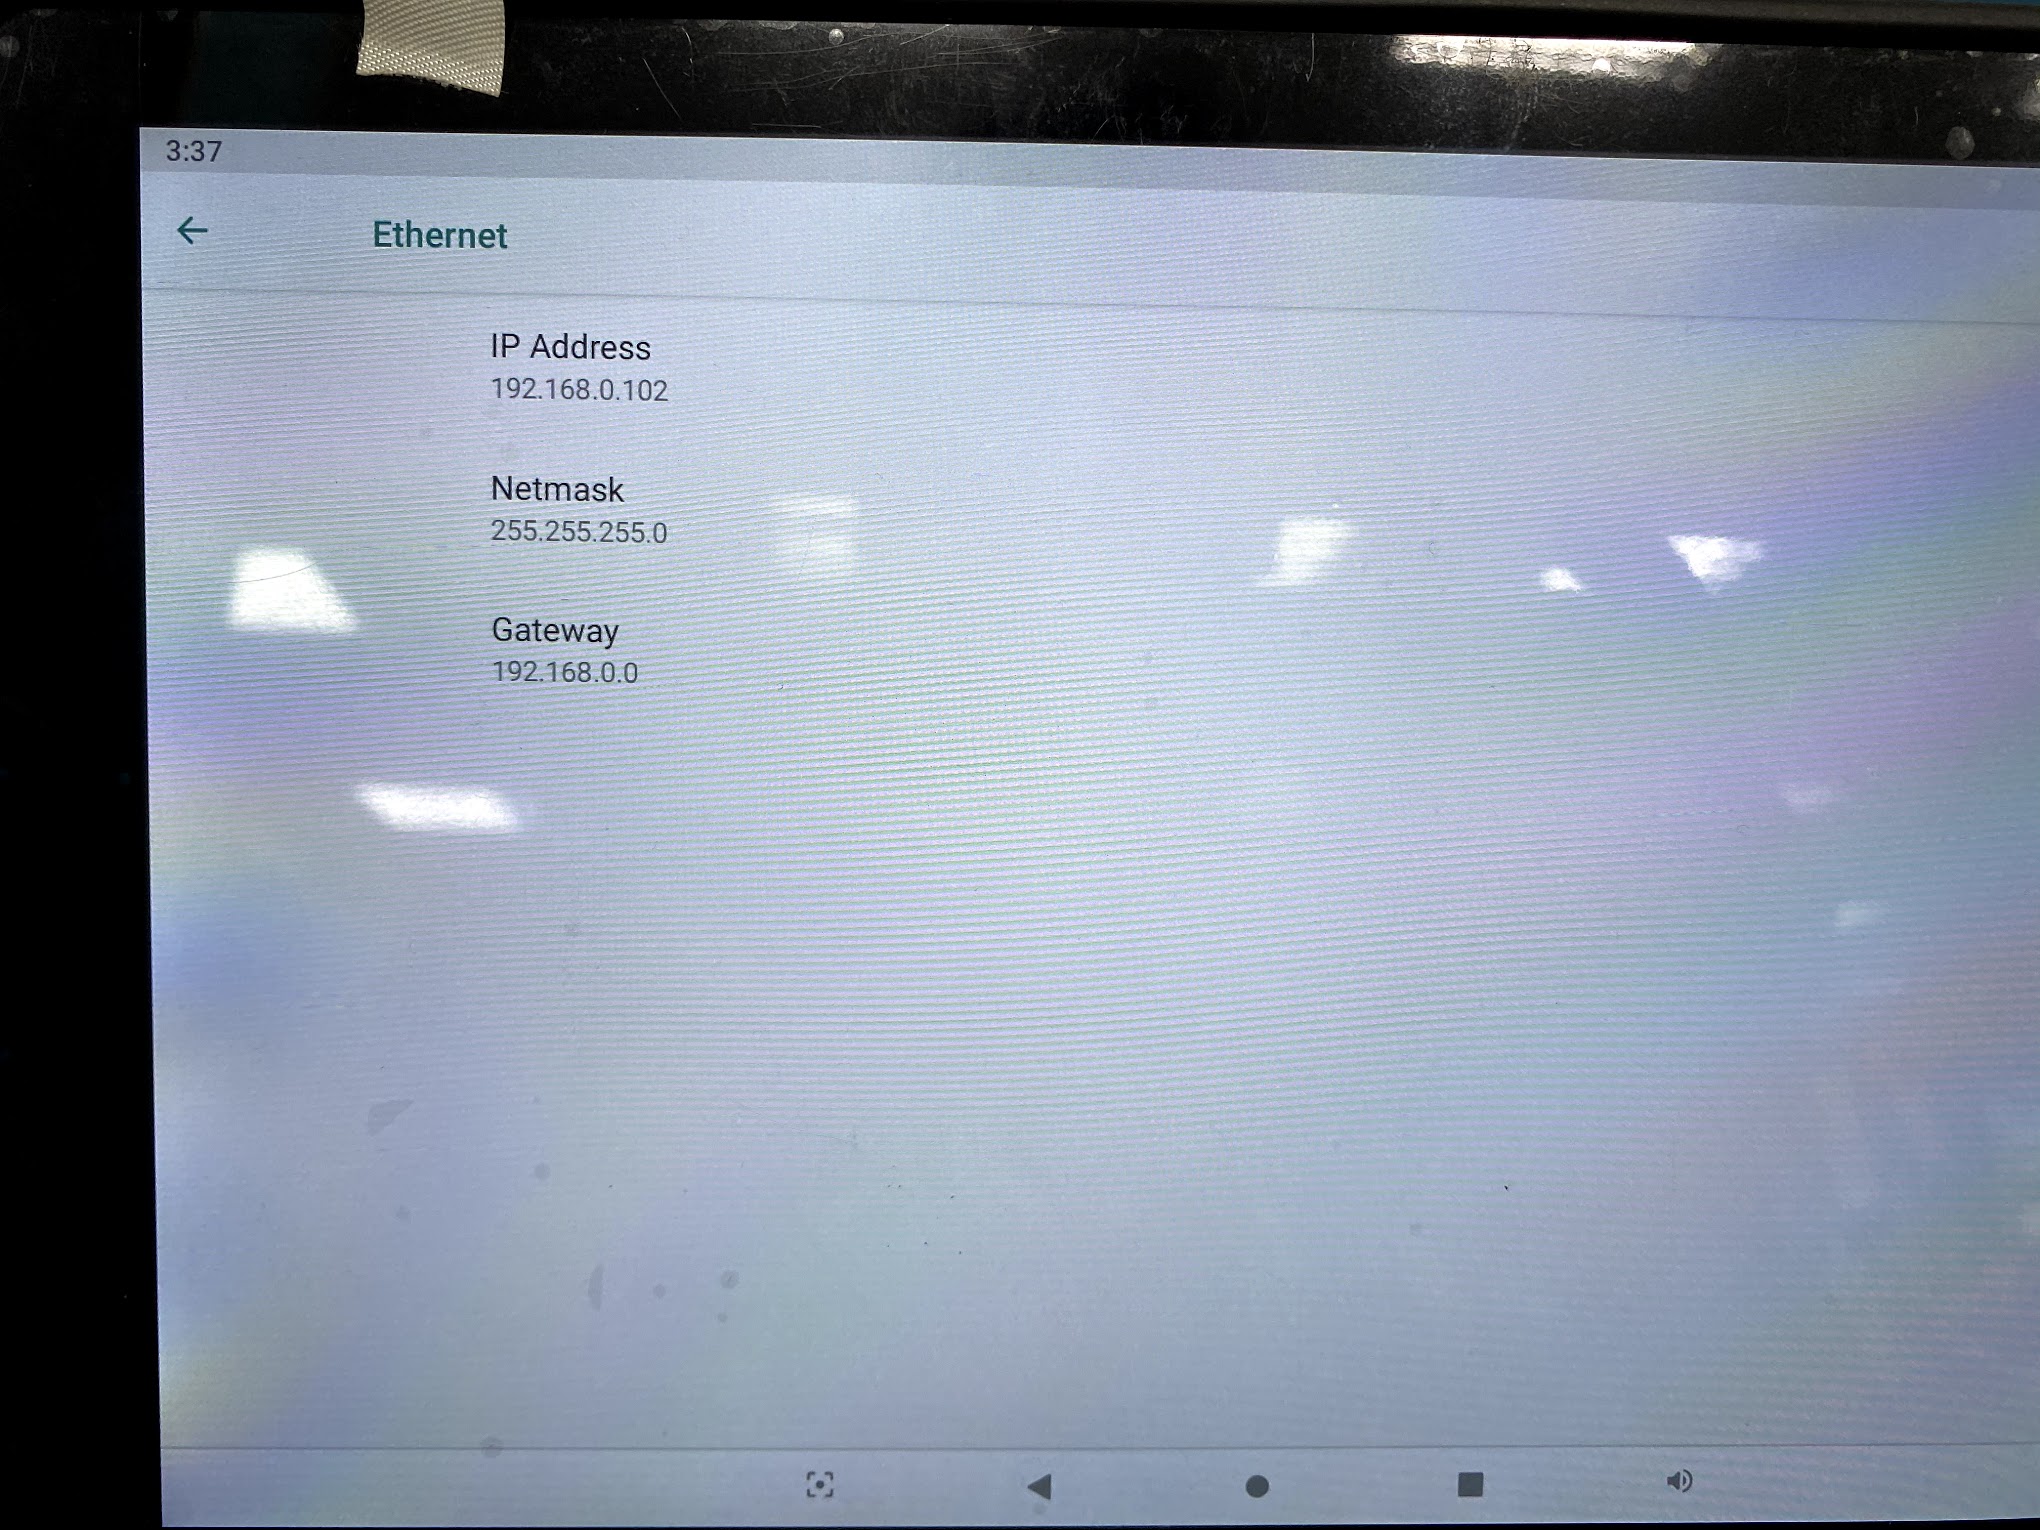 3:37
Ethernet
IP Address
192.168.0.102
Netmask
255.255.255.0
Gateway
192.168.0.0